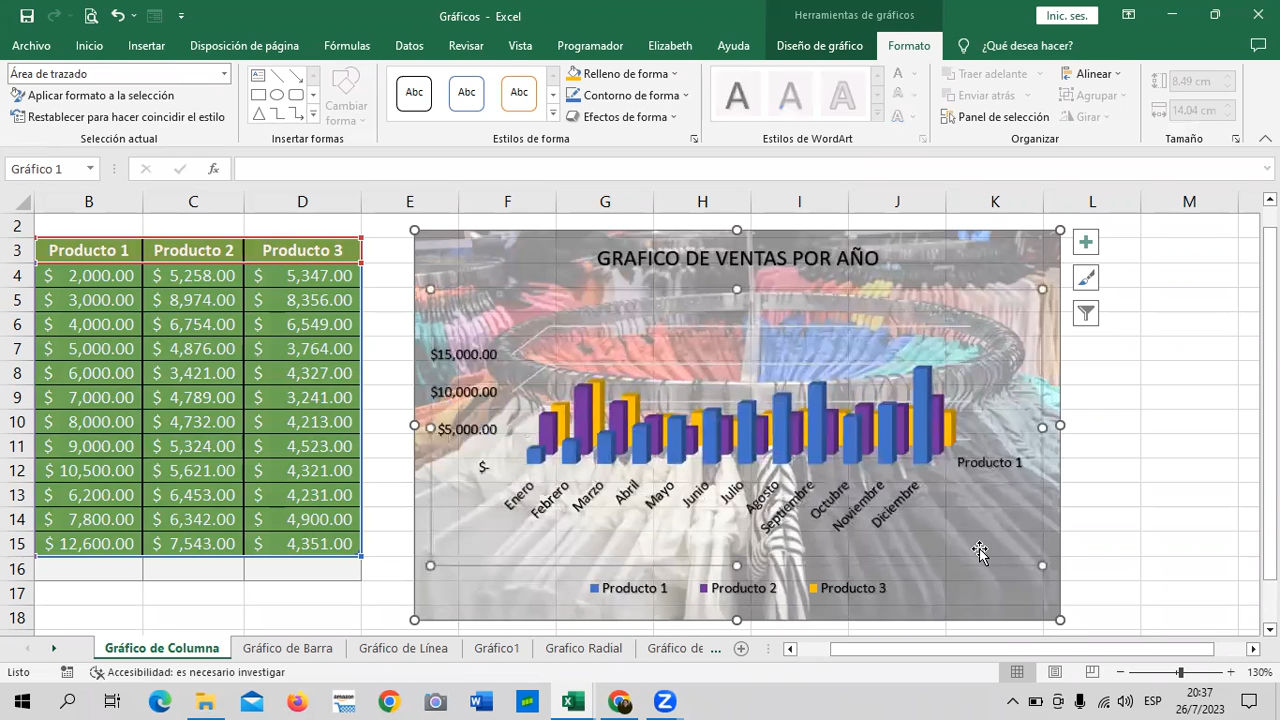 Gráficos - Excel
Herramientas de gráficos
Inic. ses.
Archivo Inicio Insertar Disposición de página Fórmulas Datos Revisar Vista Programador Elizabeth Ayuda Diseño de gráfico Formato ¿Qué desea hacer?
Área de trazado
Aplicar formato a la selección
Restablecer para hacer coincidir el estilo
Selección actual
Cambiar forma
Insertar formas
Abc Abc Abc
Relleno de forma
Contorno de forma
Efectos de forma
Estilos de forma
A A A
Estilos de WordArt
Traer adelante
Enviar atrás
Panel de selección
Alinear
Agrupar
Girar
Organizar
8.49 cm
14.04 cm
Tamaño
Gráfico 1
fx
B C D E F G H I J K L M
2
3 Producto 1 Producto 2 Producto 3
4 $ 2,000.00 $ 5,258.00 $ 5,347.00
5 $ 3,000.00 $ 8,974.00 $ 8,356.00
6 $ 4,000.00 $ 6,754.00 $ 6,549.00
7 $ 5,000.00 $ 4,876.00 $ 3,764.00
8 $ 6,000.00 $ 3,421.00 $ 4,327.00
9 $ 7,000.00 $ 4,789.00 $ 3,241.00
10 $ 8,000.00 $ 4,732.00 $ 4,213.00
11 $ 9,000.00 $ 5,324.00 $ 4,523.00
12 $ 10,500.00 $ 5,621.00 $ 4,321.00
13 $ 6,200.00 $ 6,453.00 $ 4,231.00
14 $ 7,800.00 $ 6,342.00 $ 4,900.00
15 $ 12,600.00 $ 7,543.00 $ 4,351.00
16
17
18
GRAFICO DE VENTAS POR AÑO
$15,000.00
$10,000.00
$5,000.00
$-
Producto 1
Enero Febrero Marzo Abril Mayo Junio Julio Agosto Septiembre Octubre Noviembre Diciembre
Producto 1 Producto 2 Producto 3
Gráfico de Columna Gráfico de Barra Gráfico de Línea Gráfico1 Grafico Radial Gráfico de ...
Listo Accesibilidad: es necesario investigar 130%
amazon
ESP
20:37
26/7/2023